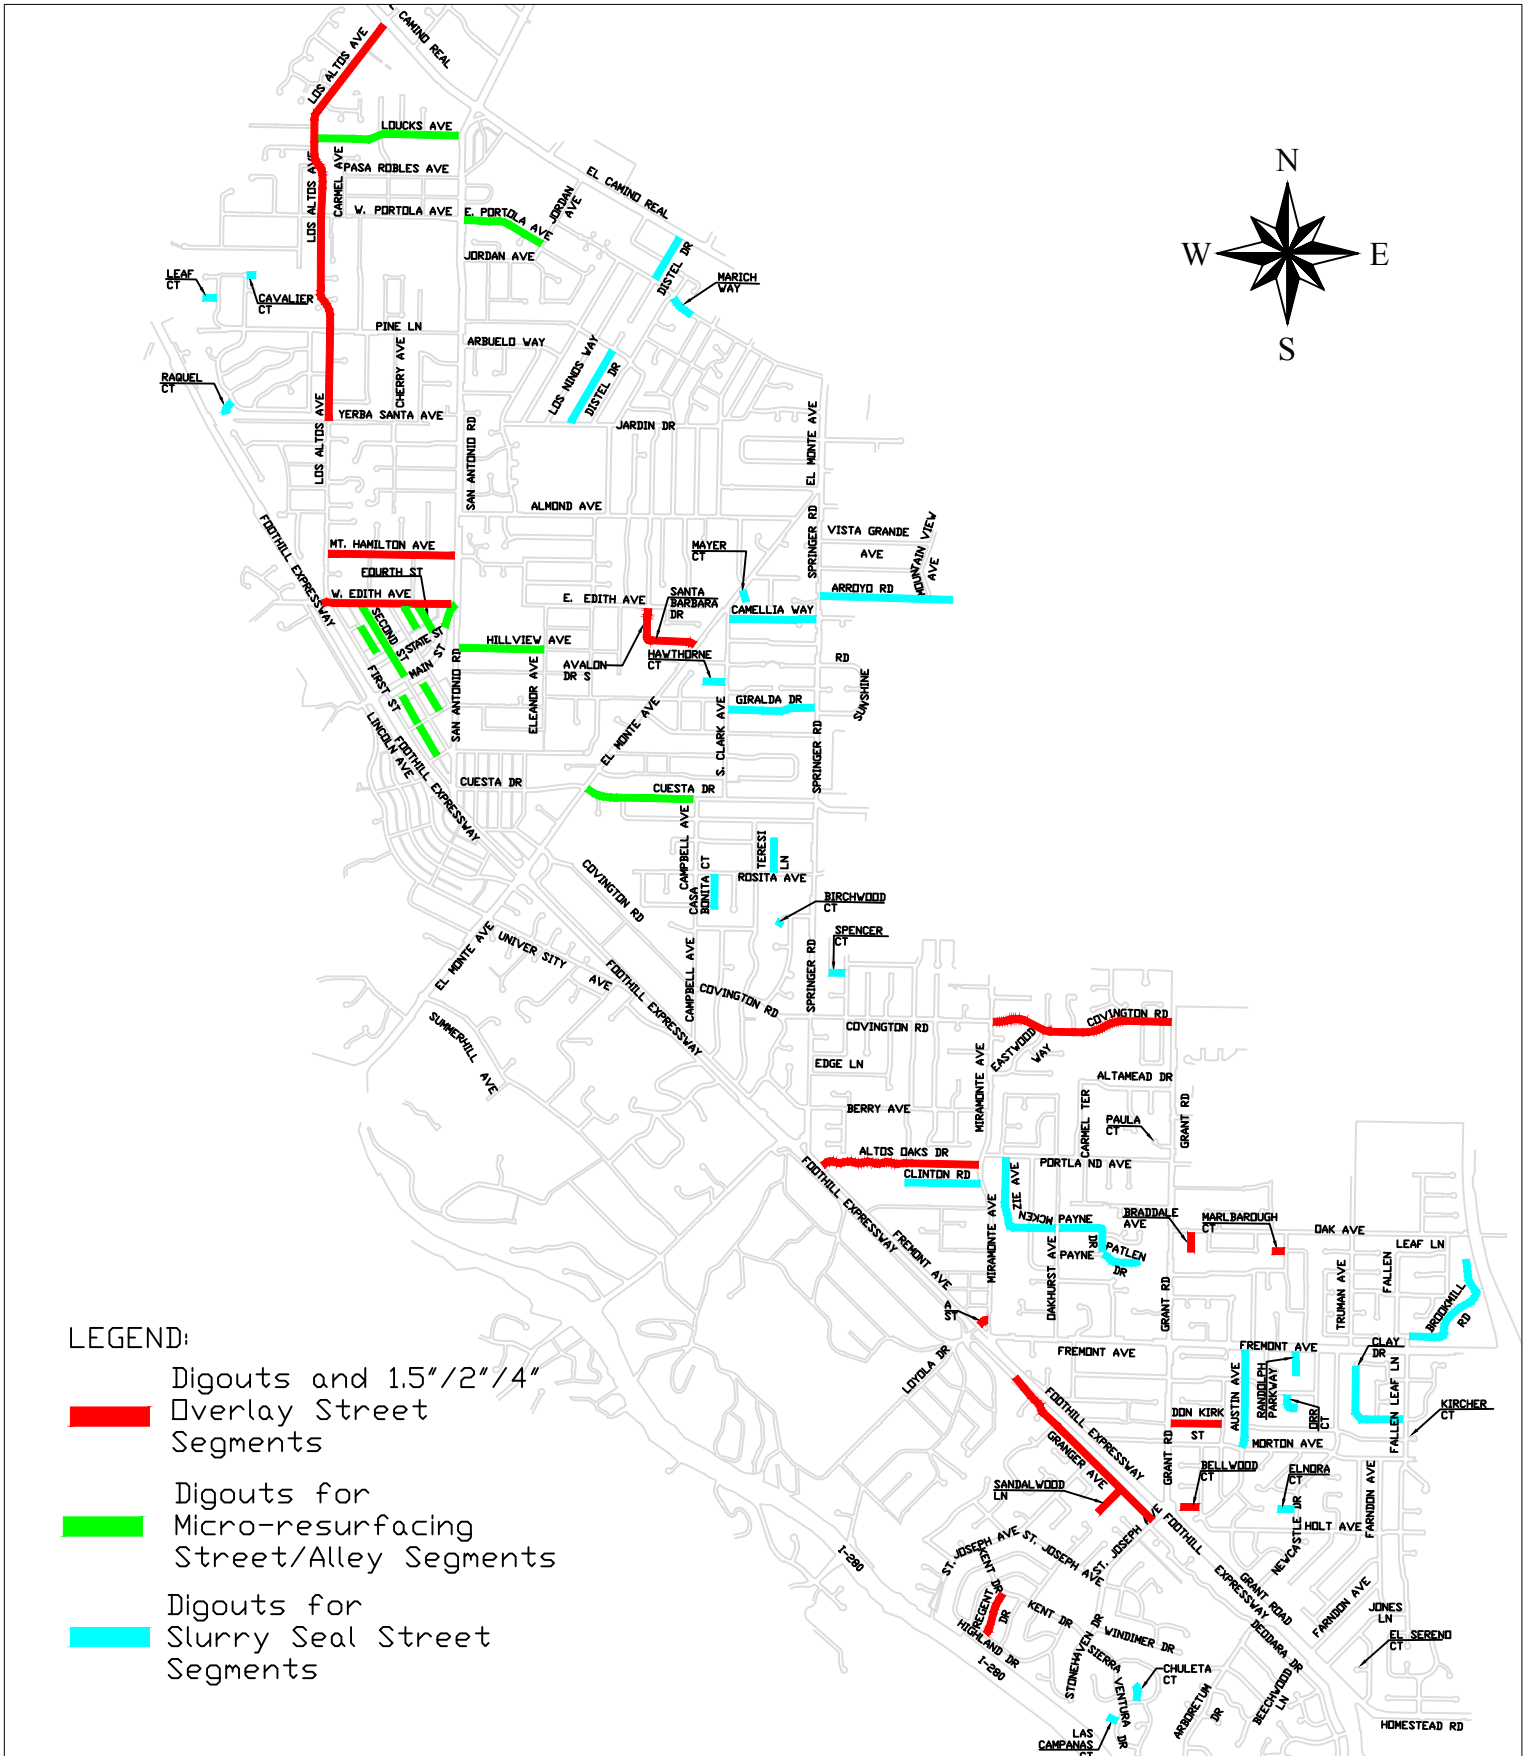 EL CAMINO REAL
LOS ALTOS AVE
LOUCKS AVE
LOS ALTOS AVE
CARMEL AVE
PASA ROBLES AVE
W. PORTOLA AVE
E. PORTOLA AVE
JORDAN
AVE
EL CAMINO REAL
JORDAN AVE
DISTEL DR
MARICH
WAY
LEAF
CT
CAVALIER
CT
N
W
E
S
PINE LN
ARBUELO WAY
CHERRY AVE
LOS NINOS WAY
DISTEL DR
RAQUEL
CT
YERBA SANTA AVE
LOS ALTOS AVE
SAN ANTONIO RD
JARDIN DR
EL MONTE AVE
ALMOND AVE
FOOTHILL EXPRESSWAY
MT. HAMILTON AVE
MAYER
CT
SPRINGER RD
VISTA GRANDE
AVE
MOUNTAIN VIEW
AVE
FOURTH ST
W. EDITH AVE
E. EDITH AVE
SANTA
BARBARA
DR
ARROYO RD
CAMELLIA WAY
SECOND ST
STATE ST
MAIN ST
HILLVIEW AVE
HAWTHORNE
CT
AVALON
DR S
RD
SUNSHINE
FIRST ST
SAN ANTONIO RD
ELEANOR AVE
GIRALDA DR
LINCOLN AVE
FOOTHILL EXPRESSWAY
EL MONTE AVE
S. CLARK AVE
SPRINGER RD
CUESTA DR
CUESTA DR
CAMPBELL AVE
TERESI
LN
COVINGTON RD
CASA
BONITA CT
ROSITA AVE
BIRCHWOOD
CT
SPENCER
CT
EL MONTE AVE
UNIVER SITY
AVE
FOOTHILL EXPRESSWAY
CAMPBELL AVE
COVINGTON RD
SPRINGER RD
SUMMERHILL AVE
COVINGTON RD
COVINGTON RD
EASTWOOD
WAY
EDGE LN
MIRAMONTE AVE
ALTAMEAD DR
BERRY AVE
CARMEL TER
PAULA
CT
GRANT RD
ALTOS OAKS DR
PORTLA ND AVE
FOOTHILL EXPRESSWAY
CLINTON RD
MCKEN
ZIE AVE
PAYNE
DR
BRADDALE
AVE
MARLBAROUGH
CT
OAK AVE
LEAF LN
FALLEN
FREMONT AVE
MIRAMONTE AVE
OAKHURST AVE
PAYNE
PATLEN
DR
GRANT RD
TRUMAN AVE
BROOKMILL
RD
A
ST
LOYOLA DR
FREMONT AVE
FREMONT AVE
CLAY
DR
LEGEND:
Digouts and 1.5"/2"/4"
Overlay Street
Segments
AUSTIN AVE
RANDOLPH
PARKWAY
ORR
CT
FALLEN LEAF LN
KIRCHER
CT
DON KIRK
ST
FOOTHILL EXPRESSWAY
GRANGER AVE
MORTON AVE
GRANT RD
BELLWOOD
CT
ELNORA
CT
SANDALWOOD
LN
Digouts for
Micro-resurfacing
Street/Alley Segments
HOLT AVE
FARNDON AVE
NEWCASTLE DR
I-280
ST. JOSEPH AVE
ST. JOSEPH AVE
ST. JOSEPH AVE
FOOTHILL
EXPRESSWAY
GRANT ROAD
KENT DR
REGENT
DR
KENT DR
HIGHLAND DR
I-280
STONEHAVEN DR
WINDIMER DR
SIERRA
VENTURA DR
FARNDON AVE
JONES
LN
EL SERENO
CT
DEODARA DR
Digouts for
Slurry Seal Street
Segments
CHULETA
CT
ARBORETUM
DR
BEECHWOOD
LN
HOMESTEAD RD
LAS
CAMPANAS
CT